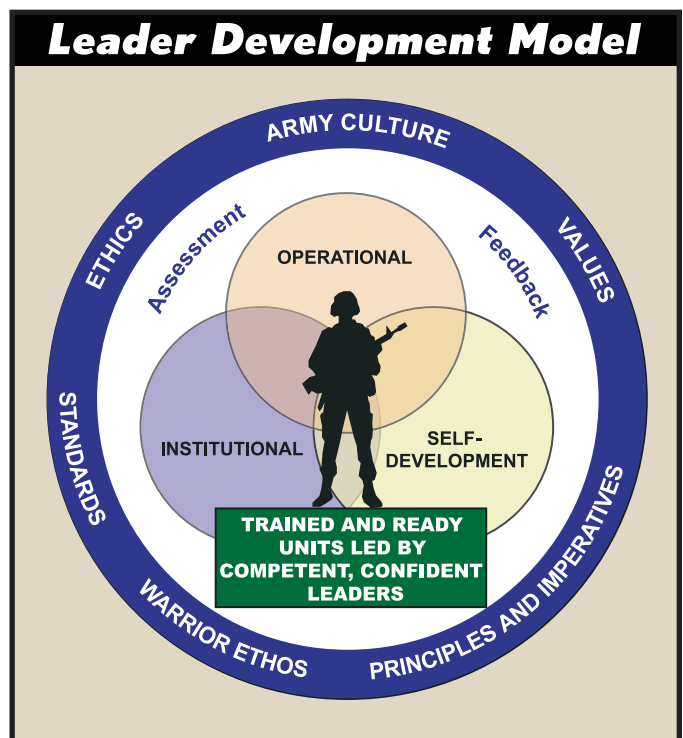 Leader Development Model
ARMY CULTURE
ETHICS
VALUES
Assessment
Feedback
OPERATIONAL
INSTITUTIONAL
SELF-
DEVELOPMENT
STANDARDS
TRAINED AND READY
UNITS LED BY
COMPETENT, CONFIDENT
LEADERS
WARRIOR ETHOS
PRINCIPLES AND IMPERATIVES